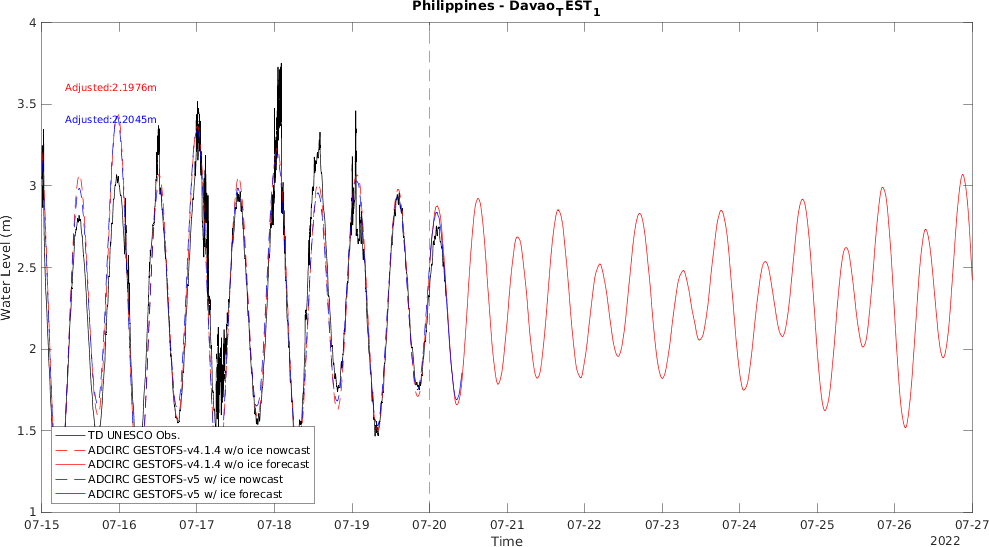 Philippines - Davao_TEST_1
Adjusted:2.1976m
Adjusted:2.2045m
Water Level (m)
4
3.5
3
2.5
2
1.5
1
TD UNESCO Obs.
ADCIRC GESTOFS-v4.1.4 w/o ice nowcast
ADCIRC GESTOFS-v4.1.4 w/o ice forecast
ADCIRC GESTOFS-v5 w/ ice nowcast
ADCIRC GESTOFS-v5 w/ ice forecast
07-15 07-16 07-17 07-18 07-19 07-20 07-21 07-22 07-23 07-24 07-25 07-26 07-27
Time
2022